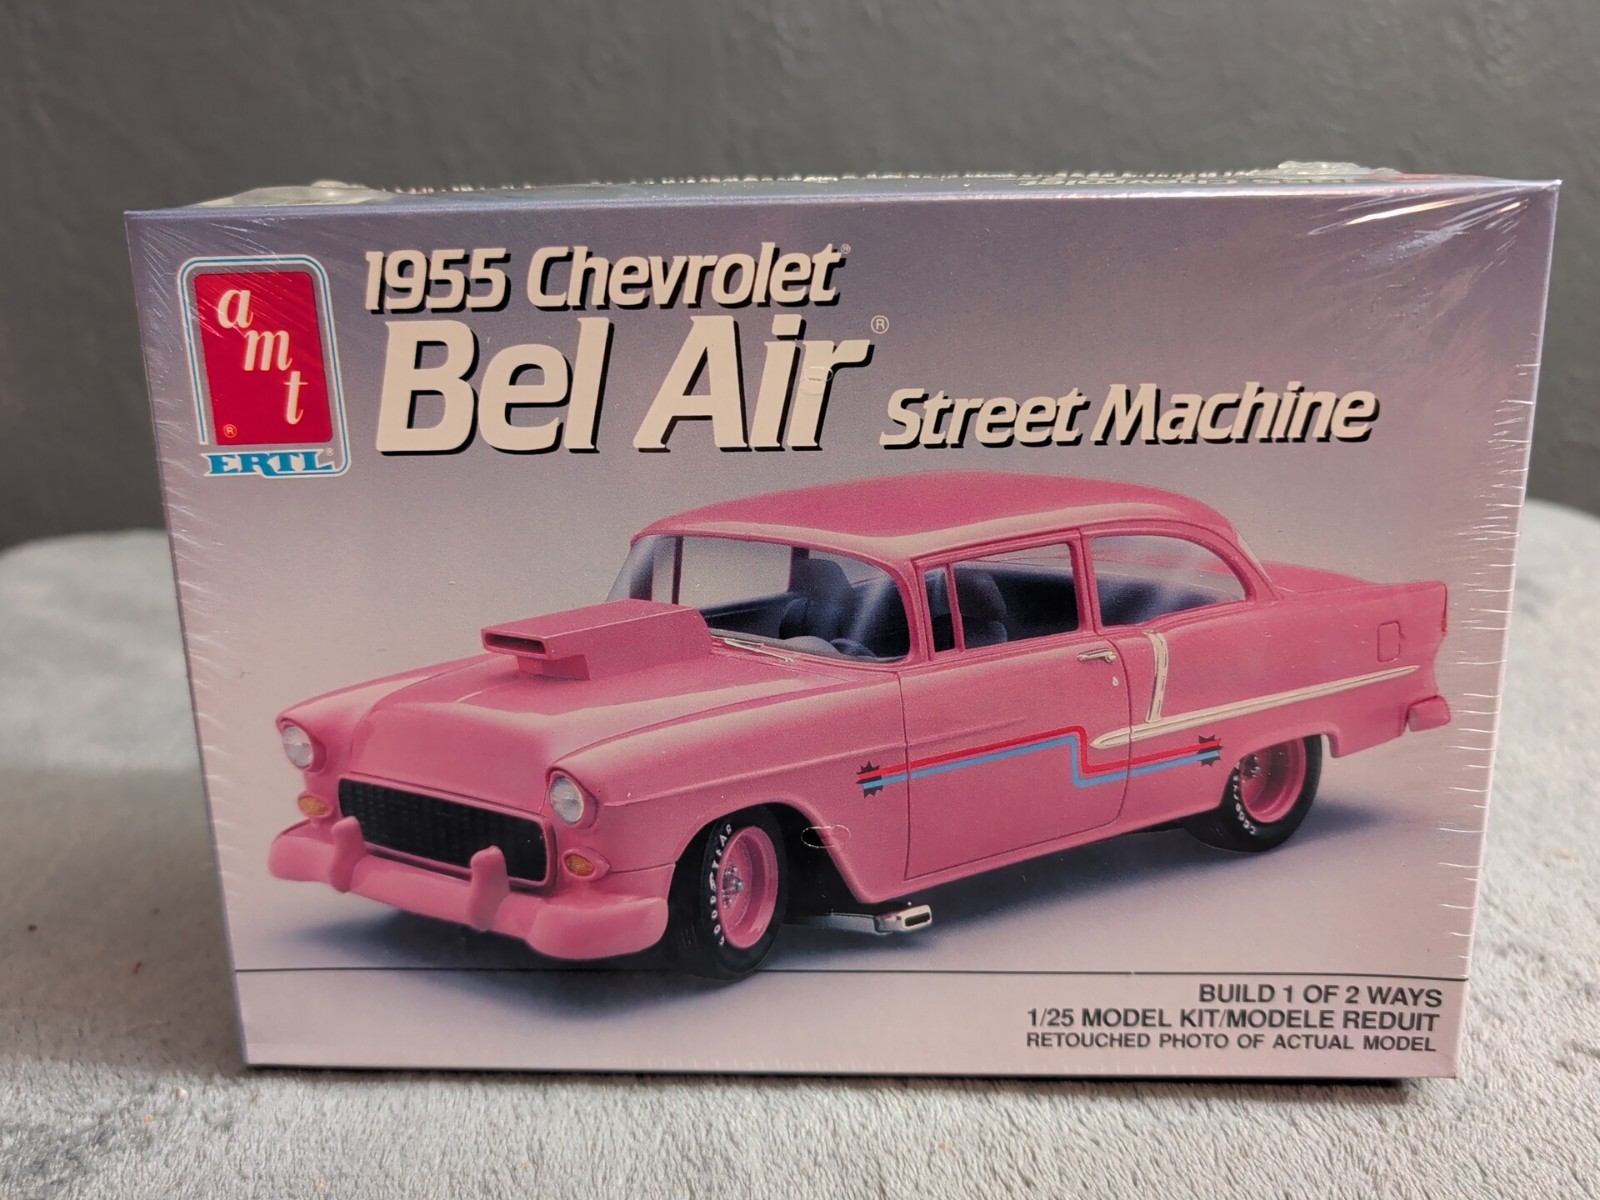 1955 Chevrolet®
Bel Air®
Street Machine
a
m
t
®
ERTL®
GOODYEAR
BUILD 1 OF 2 WAYS
1/25 MODEL KIT/MODELE REDUIT
RETOUCHED PHOTO OF ACTUAL MODEL